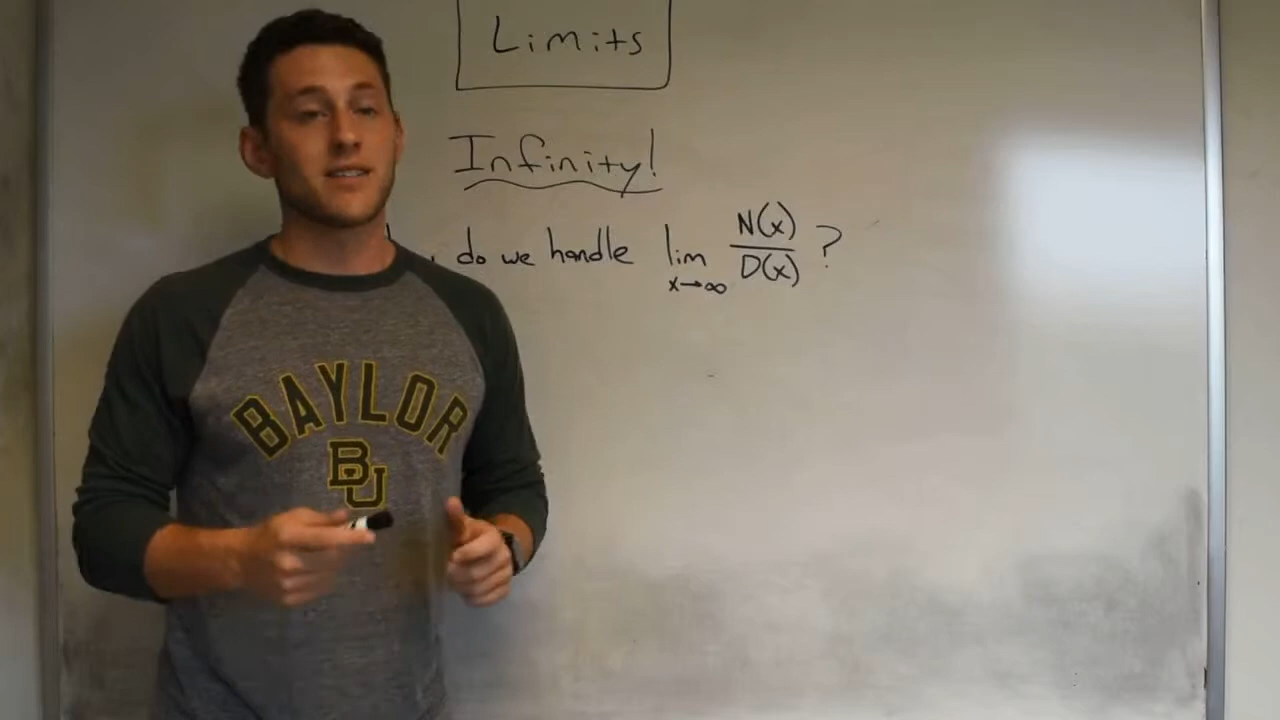 Limits
Infinity!
do we handle lim x→∞ N(x)/D(x) ?
BAYLOR
BU